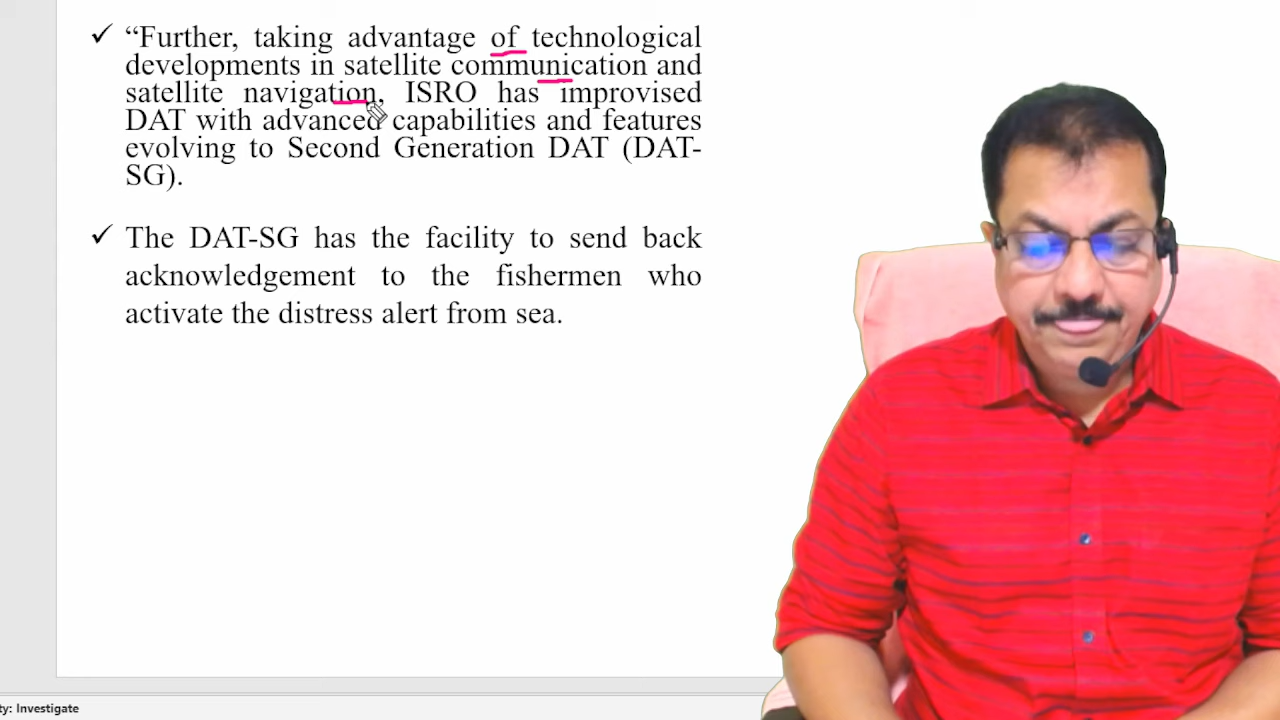 ✓ “Further, taking advantage of technological
developments in satellite communication and
satellite navigation, ISRO has improvised
DAT with advanced capabilities and features
evolving to Second Generation DAT (DAT-
SG).
✓ The DAT-SG has the facility to send back
acknowledgement to the fishermen who
activate the distress alert from sea.
ty: Investigate